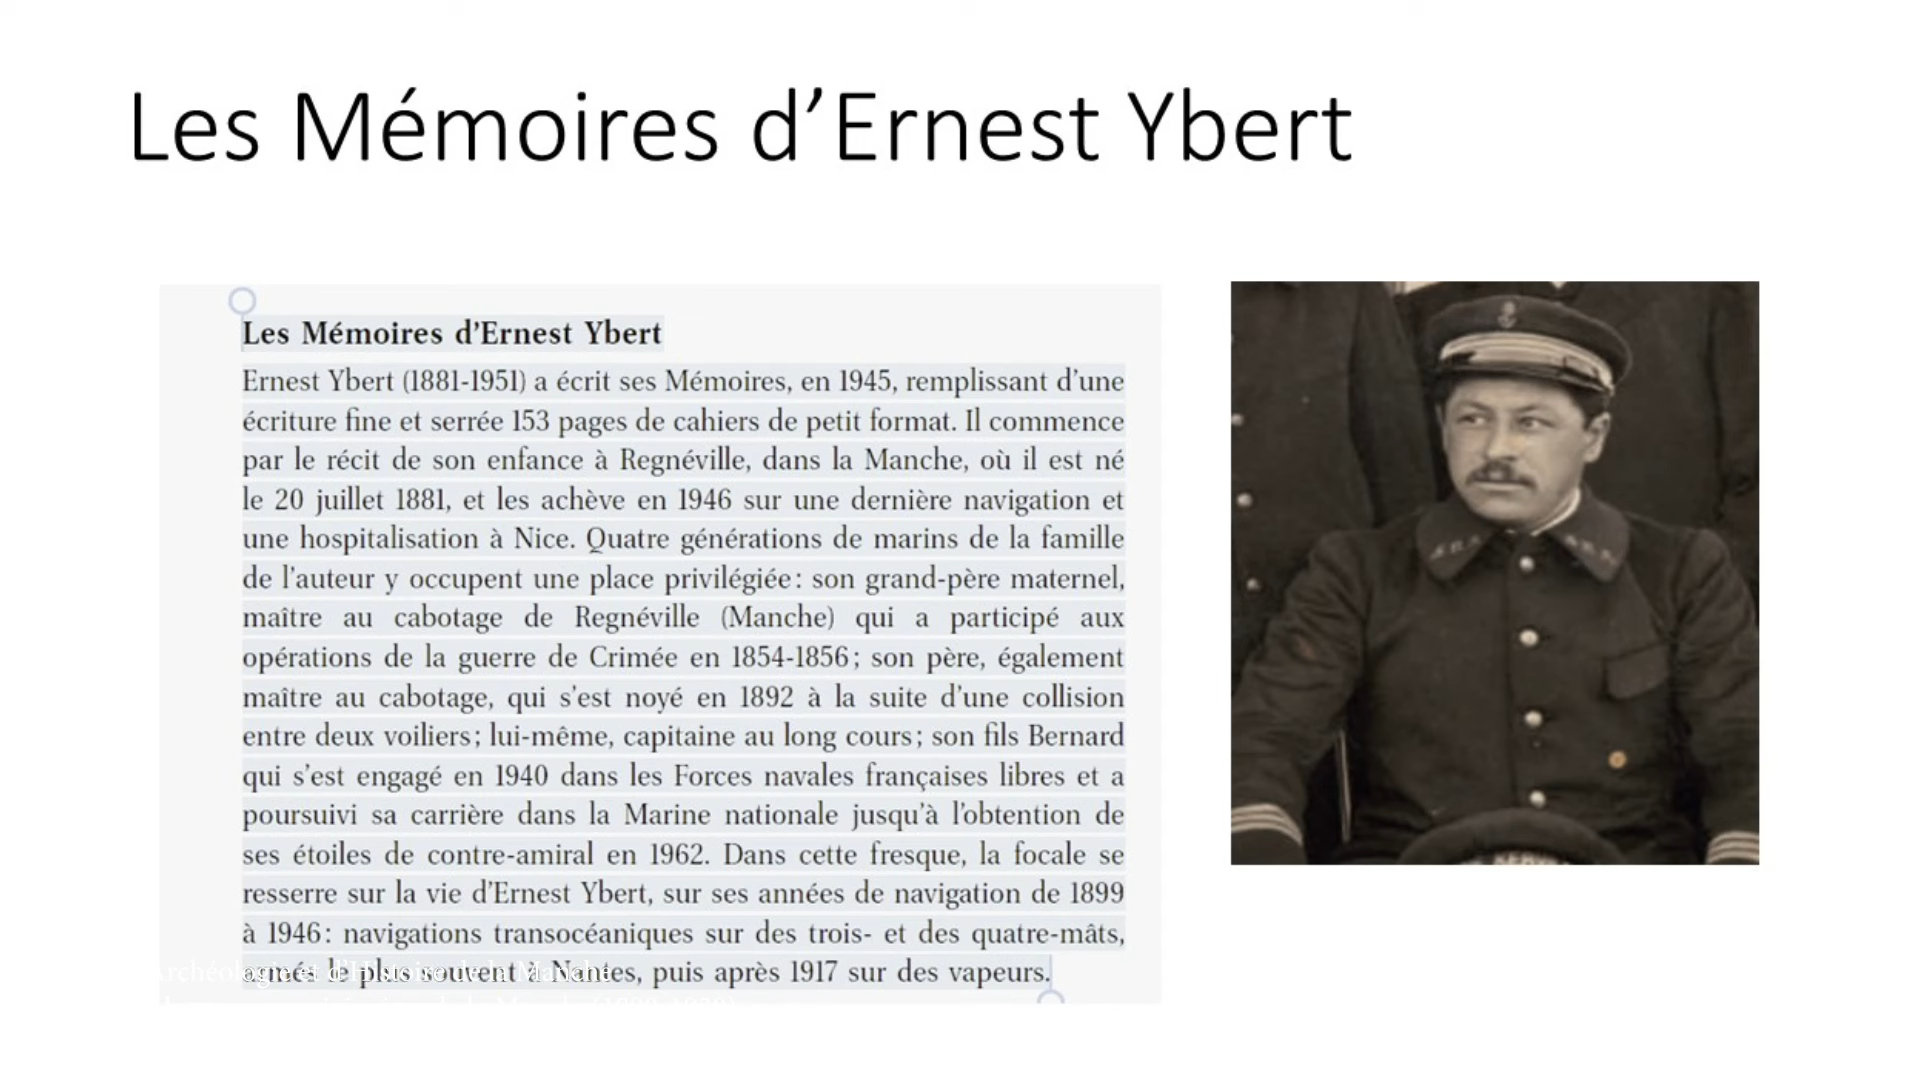 Les Mémoires d’Ernest Ybert
Les Mémoires d’Ernest Ybert
Ernest Ybert (1881-1951) a écrit ses Mémoires, en 1945, remplissant d’une
écriture fine et serrée 153 pages de cahiers de petit format. Il commence
par le récit de son enfance à Regnéville, dans la Manche, où il est né
le 20 juillet 1881, et les achève en 1946 sur une dernière navigation et
une hospitalisation à Nice. Quatre générations de marins de la famille
de l’auteur y occupent une place privilégiée : son grand-père maternel,
maître au cabotage de Regnéville (Manche) qui a participé aux
opérations de la guerre de Crimée en 1854-1856 ; son père, également
maître au cabotage, qui s’est noyé en 1892 à la suite d’une collision
entre deux voiliers ; lui-même, capitaine au long cours ; son fils Bernard
qui s’est engagé en 1940 dans les Forces navales françaises libres et a
poursuivi sa carrière dans la Marine nationale jusqu’à l’obtention de
ses étoiles de contre-amiral en 1962. Dans cette fresque, la focale se
resserre sur la vie d’Ernest Ybert, sur ses années de navigation de 1899
à 1946 : navigations transocéaniques sur des trois- et des quatre-mâts,
le plus souvent à Nantes, puis après 1917 sur des vapeurs.
et d’Histoire de la Manche